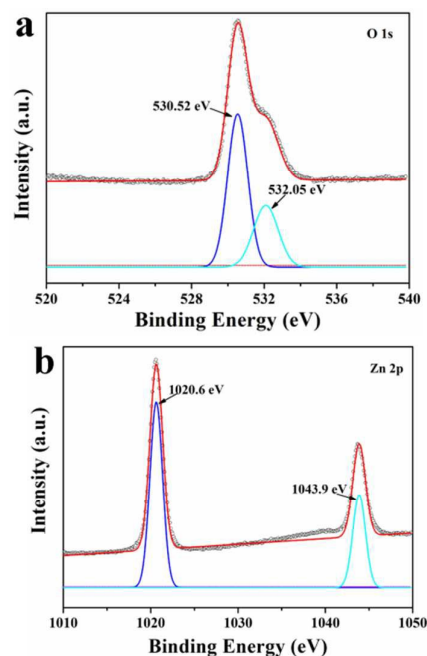 a
O 1s
530.52 eV
532.05 eV
Intensity (a.u.)
520 524 528 532 536 540
Binding Energy (eV)
b
Zn 2p
1020.6 eV
1043.9 eV
Intensity (a.u.)
1010 1020 1030 1040 1050
Binding Energy (eV)